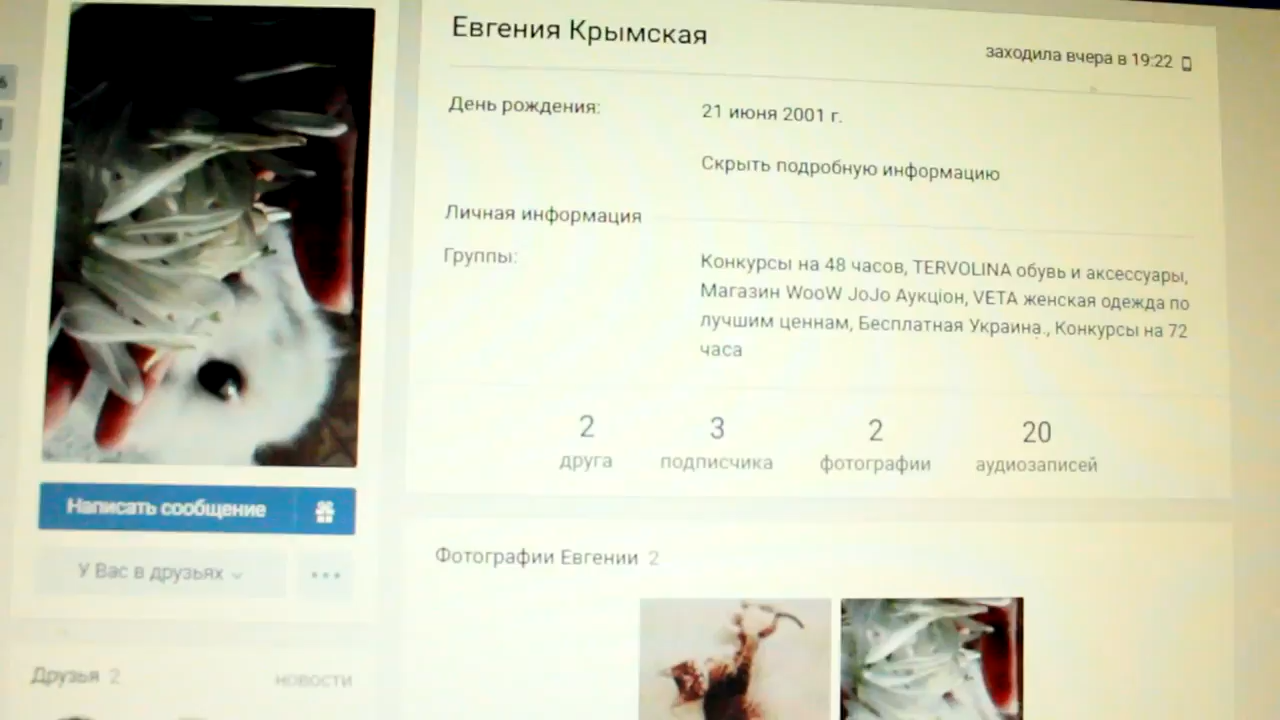 Евгения Крымская
заходила вчера в 19:22
День рождения:
21 июня 2001 г.
Скрыть подробную информацию
Личная информация
Группы:
Конкурсы на 48 часов, TERVOLINA обувь и аксессуары,
Магазин WooW JoJo Аукціон, VETA женская одежда по
лучшим ценнам, Бесплатная Украина., Конкурсы на 72
часа
2
друга
3
подписчика
2
фотографии
20
аудиозаписей
Написать сообщение
У Вас в друзьях
Фотографии Евгении 2
Друзья 2
новости